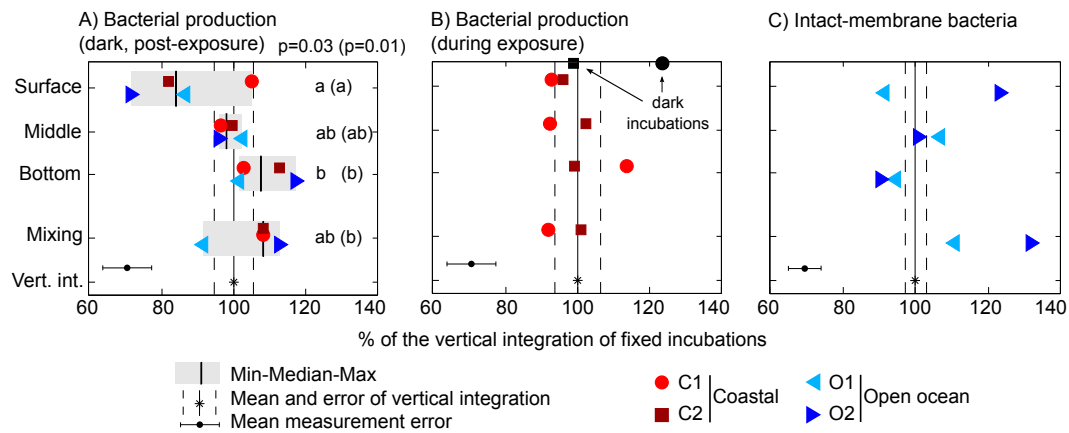 A) Bacterial production
(dark, post-exposure) p=0.03 (p=0.01)
B) Bacterial production
(during exposure)
C) Intact-membrane bacteria
Surface
Middle
Bottom
Mixing
Vert. int.
a (a)
ab (ab)
b (b)
ab (b)
dark
incubations
60 80 100 120 140
60 80 100 120 140
60 80 100 120 140
% of the vertical integration of fixed incubations
Min-Median-Max
Mean and error of vertical integration
Mean measurement error
C1
C2
Coastal
O1
O2
Open ocean